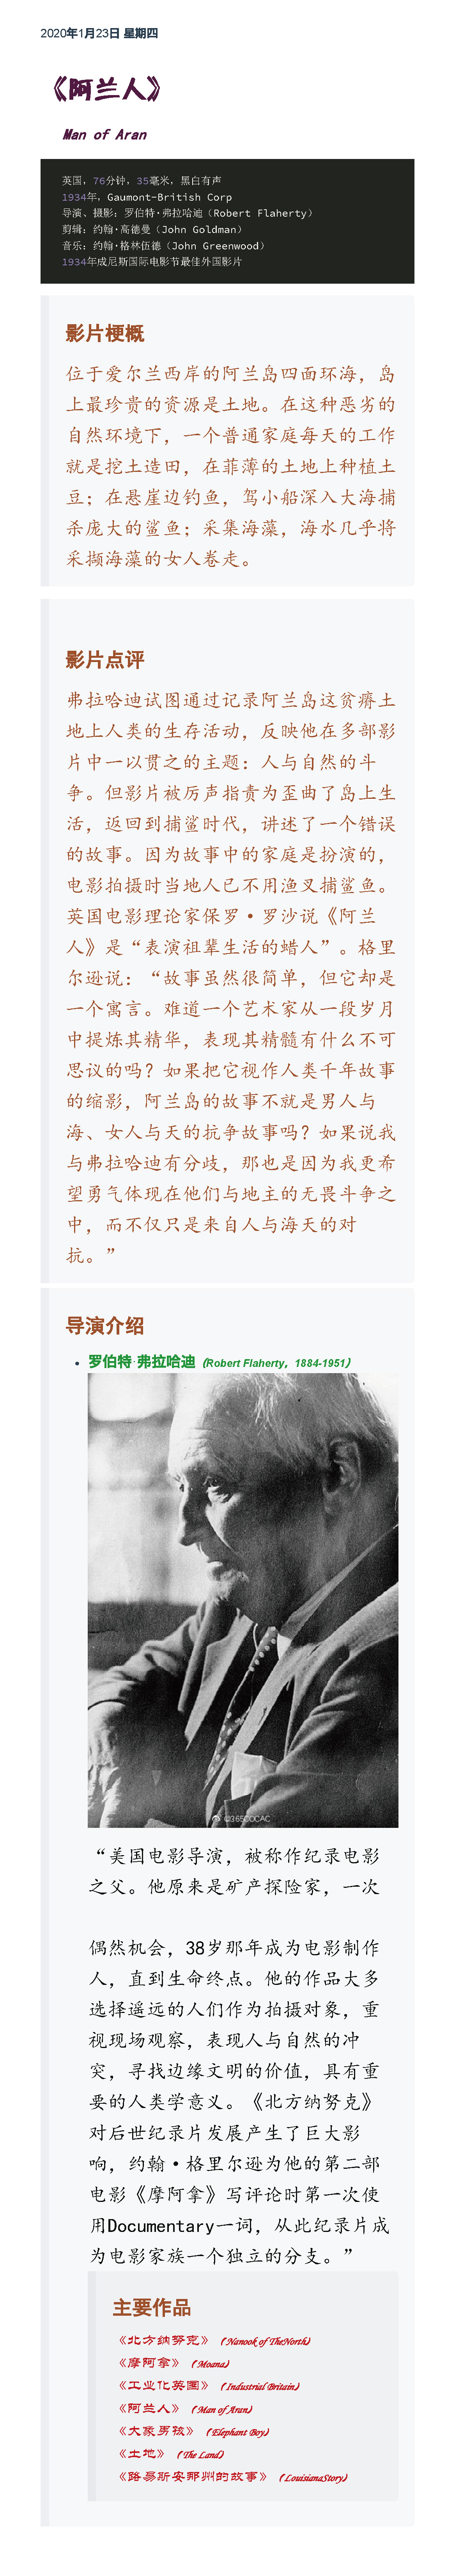 2020年1月23日 星期四
《阿兰人》
Man of Aran
英国，76分钟，35毫米，黑白有声
1934年，Gaumont-British Corp
导演、摄影：罗伯特·弗拉哈迪（Robert Flaherty）
剪辑：约翰·高德曼（John Goldman）
音乐：约翰·格林伍德（John Greenwood）
1934年成尼斯国际电影节最佳外国影片
影片梗概
位于爱尔兰西岸的阿兰岛四面环海，岛
上最珍贵的资源是土地。在这种恶劣的
自然环境下，一个普通家庭每天的工作
就是挖土造田，在菲薄的土地上种植土
豆；在悬崖边钓鱼，驾小船深入大海捕
杀庞大的鲨鱼；采集海藻，海水几乎将
采撷海藻的女人卷走。
影片点评
弗拉哈迪试图通过记录阿兰岛这贫瘠土
地上人类的生存活动，反映他在多部影
片中一以贯之的主题：人与自然的斗
争。但影片被厉声指责为歪曲了岛上生
活，返回到捕鲨时代，讲述了一个错误
的故事。因为故事中的家庭是扮演的，
电影拍摄时当地人已不用渔叉捕鲨鱼。
英国电影理论家保罗·罗沙说《阿兰
人》是“表演祖辈生活的蜡人”。格里
尔逊说：“故事虽然很简单，但它却是
一个寓言。难道一个艺术家从一段岁月
中提炼其精华，表现其精髓有什么不可
思议的吗？如果把它视作人类千年故事
的缩影，阿兰岛的故事不就是男人与
海、女人与天的抗争故事吗？如果说我
与弗拉哈迪有分歧，那也是因为我更希
望勇气体现在他们与地主的无畏斗争之
中，而不仅只是来自人与海天的对
抗。”
导演介绍
罗伯特·弗拉哈迪（Robert Flaherty，1884-1951）
@365COCAC
“美国电影导演，被称作纪录电影
之父。他原来是矿产探险家，一次
偶然机会，38岁那年成为电影制作
人，直到生命终点。他的作品大多
选择遥远的人们作为拍摄对象，重
视现场观察，表现人与自然的冲
突，寻找边缘文明的价值，具有重
要的人类学意义。《北方纳努克》
对后世纪录片发展产生了巨大影
响，约翰·格里尔逊为他的第二部
电影《摩阿拿》写评论时第一次使
用Documentary一词，从此纪录片成
为电影家族一个独立的分支。”
主要作品
《北方纳努克》（Nanook of TheNorth）
《摩阿拿》（Moana）
《工业化英国》（Industrial Britain）
《阿兰人》（Man of Aran）
《大象男孩》（Elephant Boy）
《土地》（The Land）
《路易斯安那州的故事》（LouisianaStory）